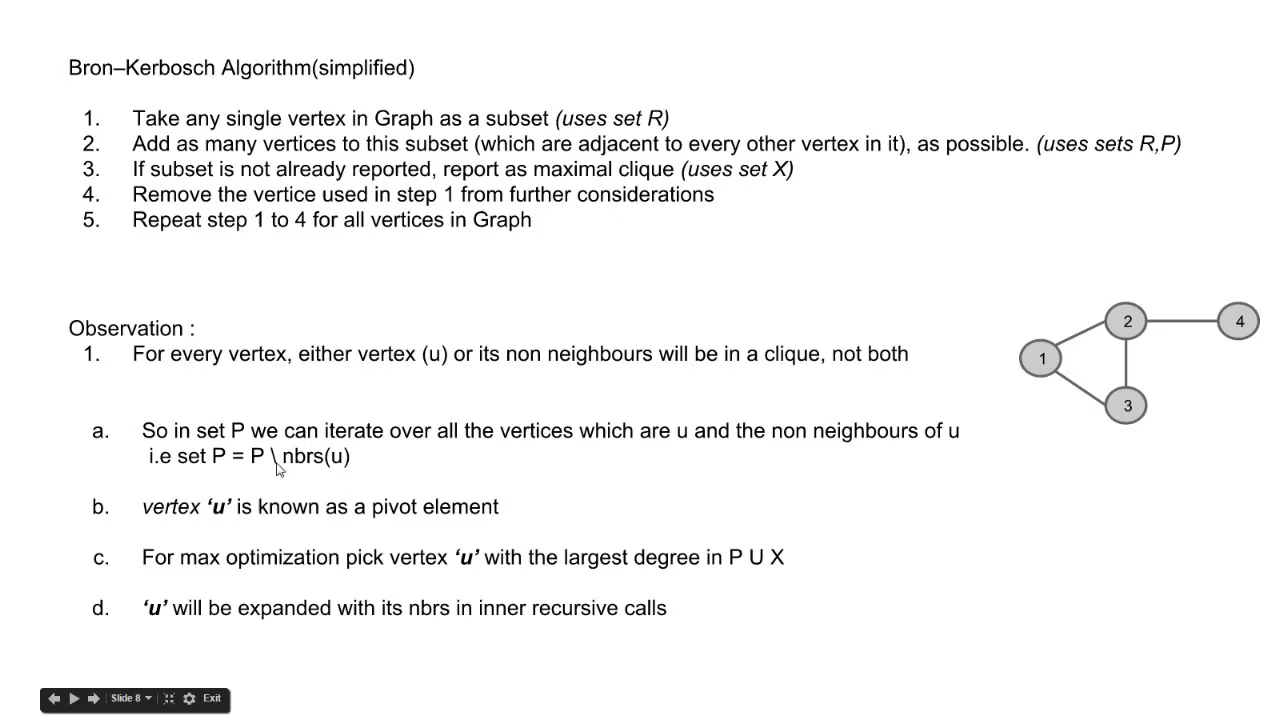 Bron–Kerbosch Algorithm(simplified)
1. Take any single vertex in Graph as a subset (uses set R)
2. Add as many vertices to this subset (which are adjacent to every other vertex in it), as possible. (uses sets R,P)
3. If subset is not already reported, report as maximal clique (uses set X)
4. Remove the vertice used in step 1 from further considerations
5. Repeat step 1 to 4 for all vertices in Graph
Observation :
1. For every vertex, either vertex (u) or its non neighbours will be in a clique, not both
2
4
1
3
a. So in set P we can iterate over all the vertices which are u and the non neighbours of u
i.e set P = P \ nbrs(u)
b. vertex ‘u’ is known as a pivot element
c. For max optimization pick vertex ‘u’ with the largest degree in P U X
d. ‘u’ will be expanded with its nbrs in inner recursive calls
Slide 8
Exit